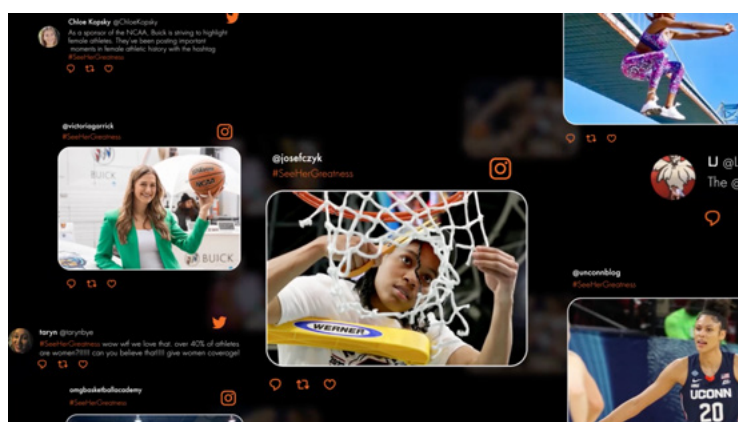 Chloe Kopsky @ChloeKopsky
As a sponsor of the NCAA, Buick is striving to highlight
female athletes. They've been posting important
moments in female athletic history with the hashtag
#SeeHerGreatness
@victoriagarrick
#SeeHerGreatness
BUICK
NCAA
BUICK
taryn @tarynbye
#SeeHerGreatness wow wtf we love that. over 40% of athletes
are women?!!!! can you believe that!!!! give women coverage!
omgbasketballacademy
#SeeHerGreatness
@josefczyk
#SeeHerGreatness
WERNER
IJ
The
@unconnblog
#SeeHerGreatness
UCONN
20